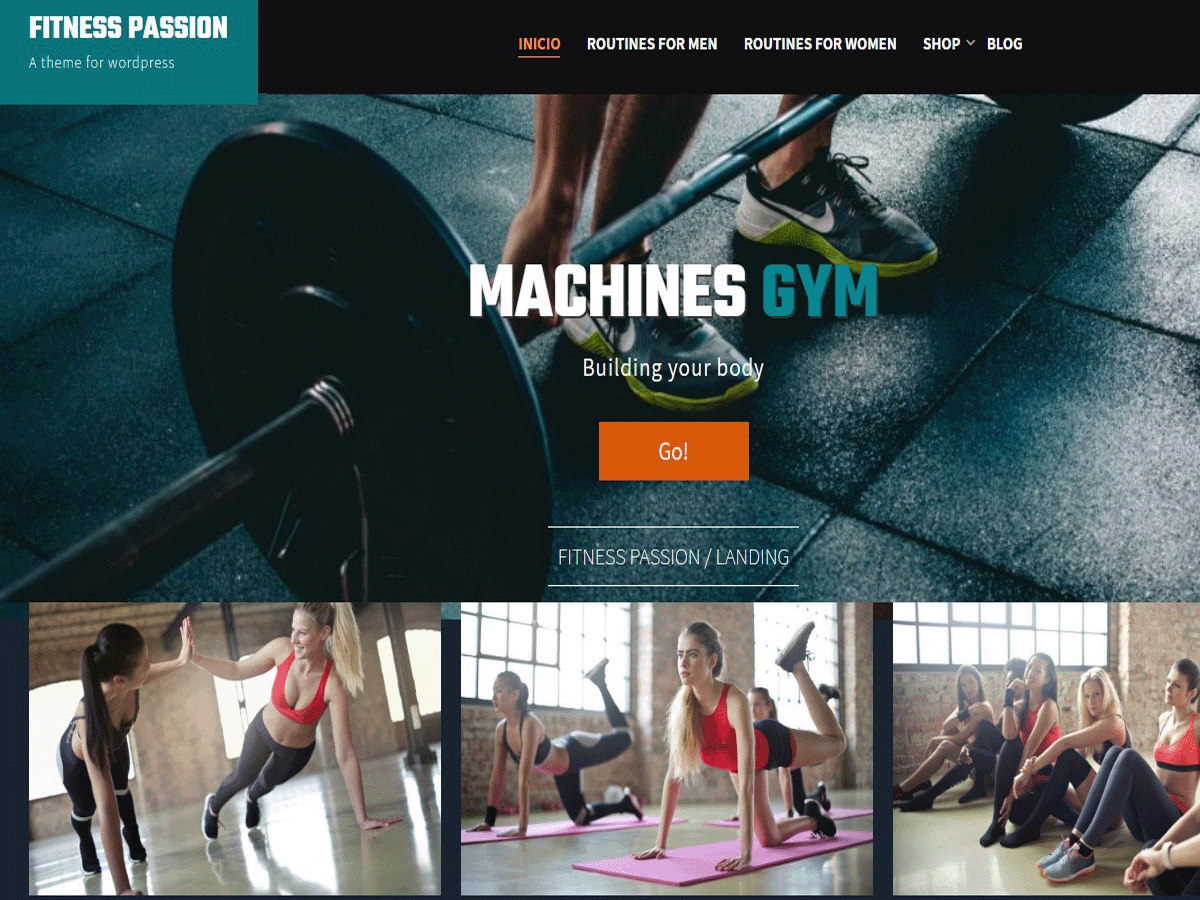 FITNESS PASSION
A theme for wordpress
INICIO ROUTINES FOR MEN ROUTINES FOR WOMEN SHOP BLOG
MACHINES GYM
Building your body
Go!
FITNESS PASSION / LANDING